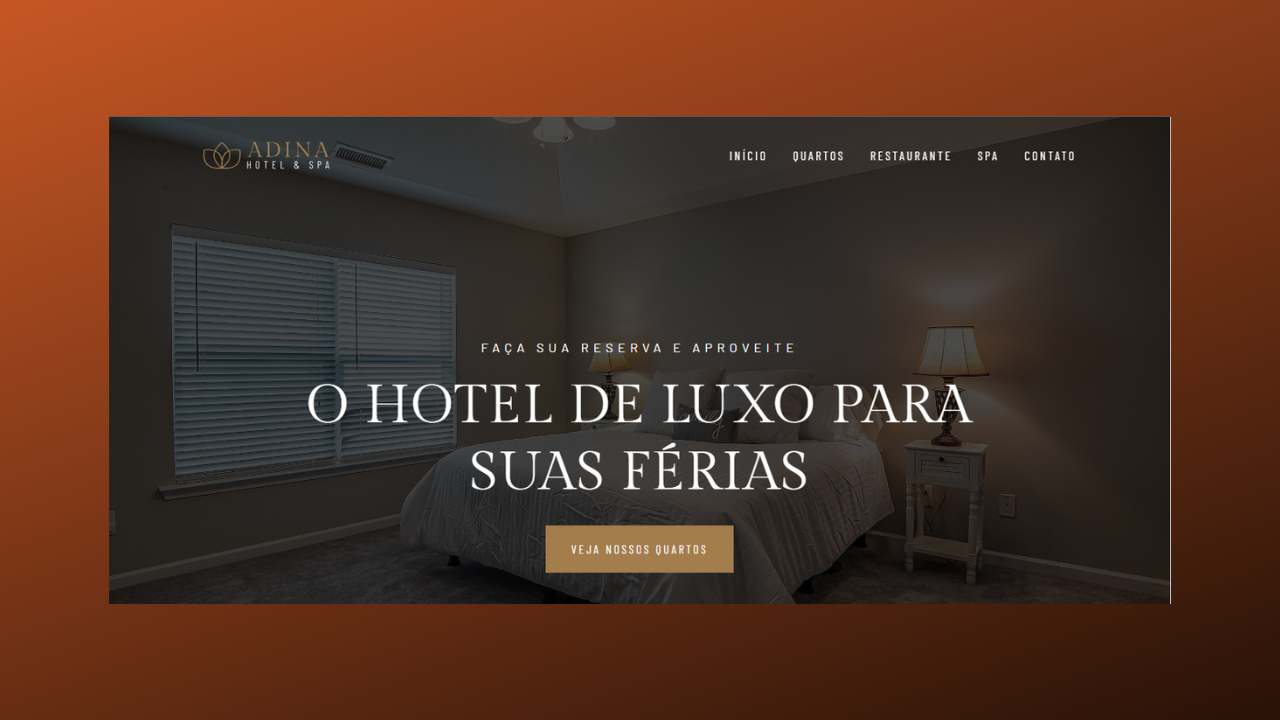 ADINA
HOTEL & SPA
INÍCIO QUARTOS RESTAURANTE SPA CONTATO
FAÇA SUA RESERVA E APROVEITE
O HOTEL DE LUXO PARA
SUAS FÉRIAS
VEJA NOSSOS QUARTOS